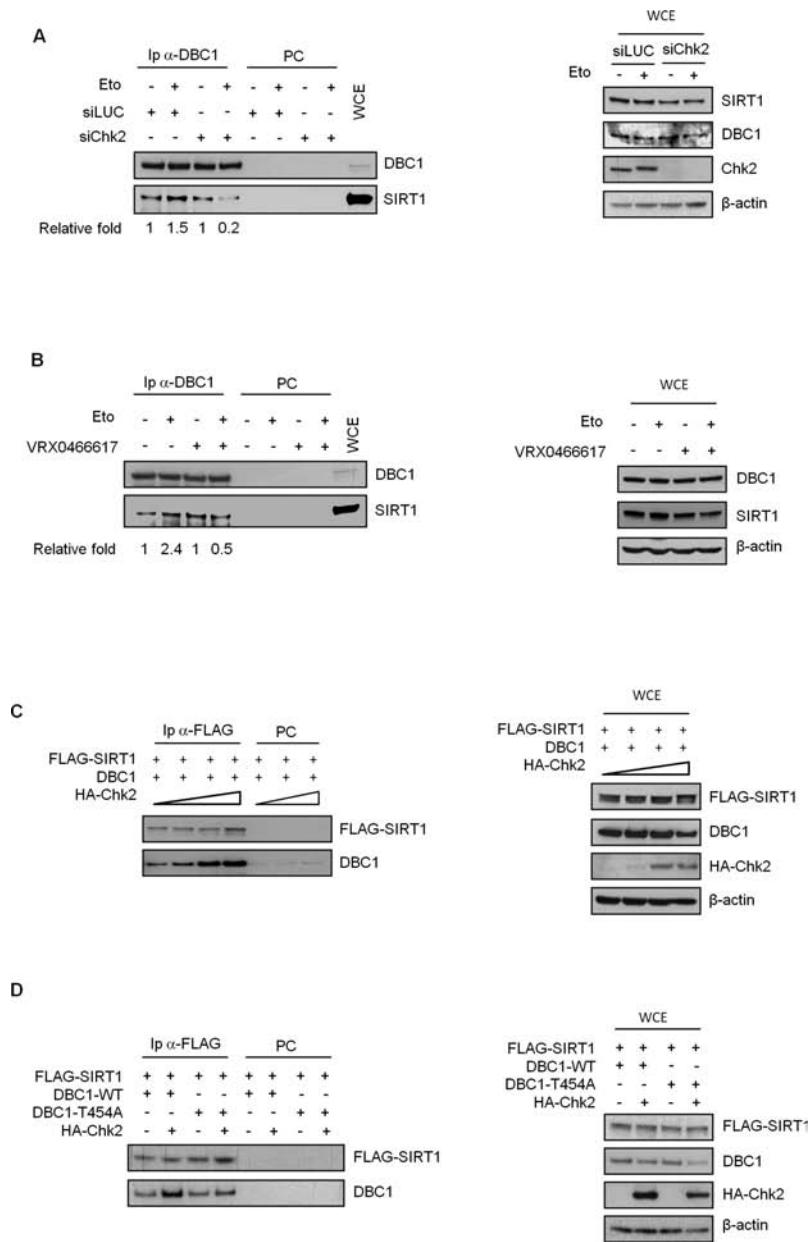 A
Ip α-DBC1 PC
Eto - + - + - + - + WCE
siLUC + + - - + + - -
siChk2 - - + + - - + +
DBC1
SIRT1
Relative fold 1 1.5 1 0.2
WCE
siLUC siChk2
Eto - + - +
SIRT1
DBC1
Chk2
β-actin
B
Ip α-DBC1 PC
Eto - + - + - + - + WCE
VRX0466617 - - + + - - + +
DBC1
SIRT1
Relative fold 1 2.4 1 0.5
WCE
Eto - + - +
VRX0466617 - - + +
DBC1
SIRT1
β-actin
C
Ip α-FLAG PC
FLAG-SIRT1 + + + + + + +
DBC1 + + + + + + +
HA-Chk2
FLAG-SIRT1
DBC1
WCE
FLAG-SIRT1 + + + +
DBC1 + + + +
HA-Chk2
FLAG-SIRT1
DBC1
HA-Chk2
β-actin
D
Ip α-FLAG PC
FLAG-SIRT1 + + + + + + + +
DBC1-WT + + - - + + - -
DBC1-T454A - - + + - - + +
HA-Chk2 - + - + - + - +
FLAG-SIRT1
DBC1
WCE
FLAG-SIRT1 + + + +
DBC1-WT + + - -
DBC1-T454A - - + +
HA-Chk2 - + - +
FLAG-SIRT1
DBC1
HA-Chk2
β-actin